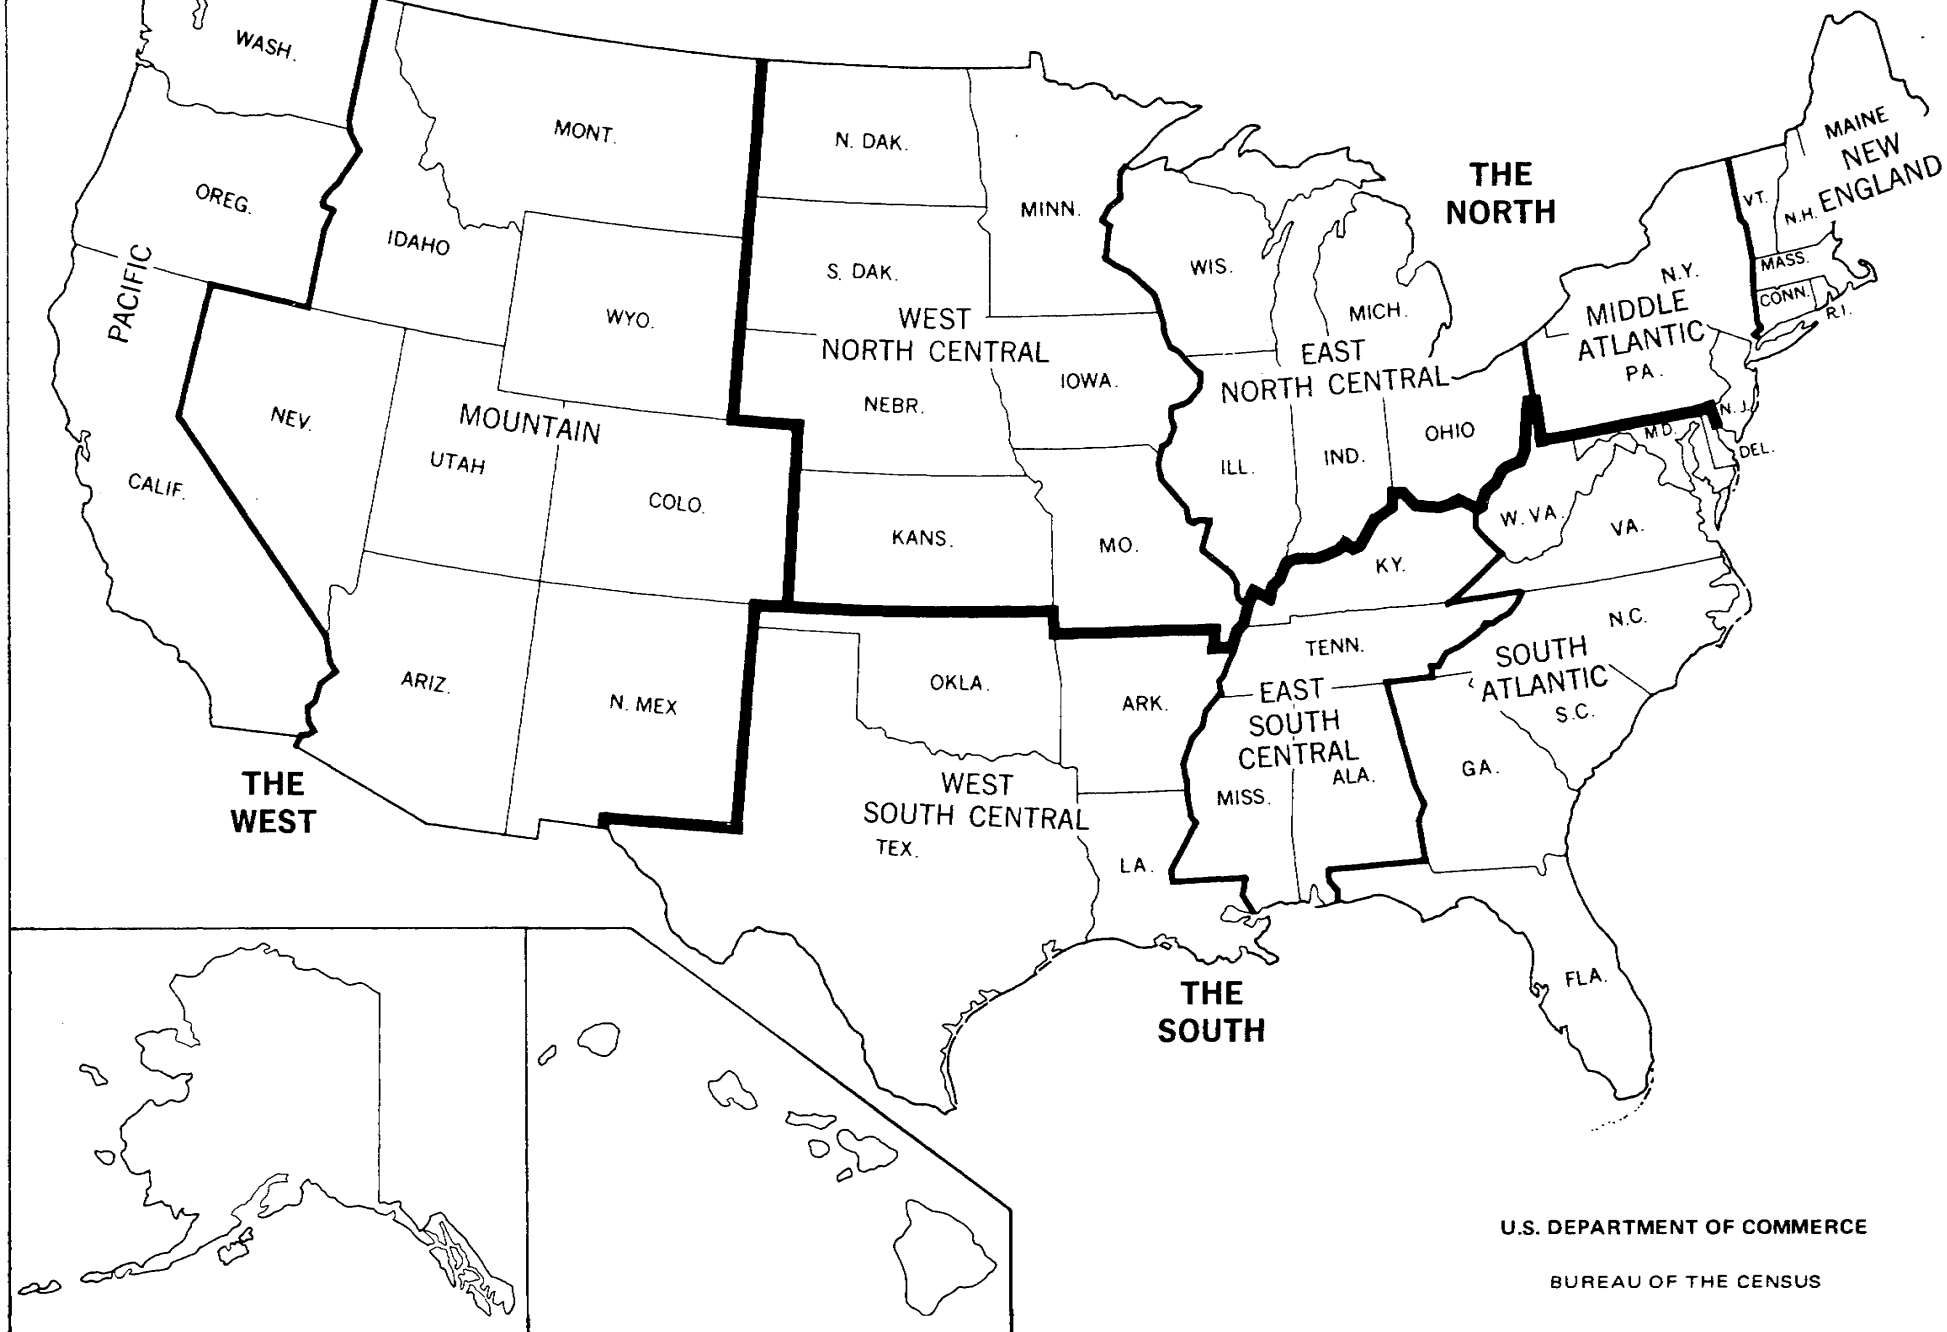 WASH.
MONT.
N. DAK.
MINN.
OREG.
IDAHO
PACIFIC
WYO.
S. DAK.
WIS.
MICH.
THE
NORTH
MAINE
NEW
ENGLAND
VT.
N.H.
MASS.
CONN.
R.I.
N.Y.
MIDDLE
ATLANTIC
PA.
N.J.
WEST
NORTH CENTRAL
EAST
NORTH CENTRAL
IOWA.
NEBR.
NEV.
MOUNTAIN
UTAH
COLO.
CALIF.
KANS.
MO.
ILL.
IND.
OHIO
MD.
DEL.
W. VA.
VA.
KY.
N.C.
TENN.
SOUTH
ATLANTIC
S.C.
ARIZ.
N. MEX
OKLA.
ARK.
EAST
SOUTH
CENTRAL
MISS.
ALA.
GA.
THE
WEST
WEST
SOUTH CENTRAL
TEX.
LA.
FLA.
THE
SOUTH
U.S. DEPARTMENT OF COMMERCE
BUREAU OF THE CENSUS